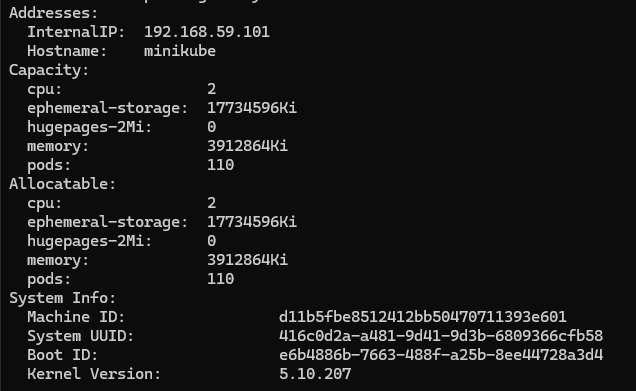 Addresses:
  InternalIP:  192.168.59.101
  Hostname:    minikube
Capacity:
  cpu:                2
  ephemeral-storage:  17734596Ki
  hugepages-2Mi:      0
  memory:             3912864Ki
  pods:               110
Allocatable:
  cpu:                2
  ephemeral-storage:  17734596Ki
  hugepages-2Mi:      0
  memory:             3912864Ki
  pods:               110
System Info:
  Machine ID:                 d11b5fbe8512412bb50470711393e601
  System UUID:                416c0d2a-a481-9d41-9d3b-6809366cfb58
  Boot ID:                    e6b4886b-7663-488f-a25b-8ee44728a3d4
  Kernel Version:             5.10.207